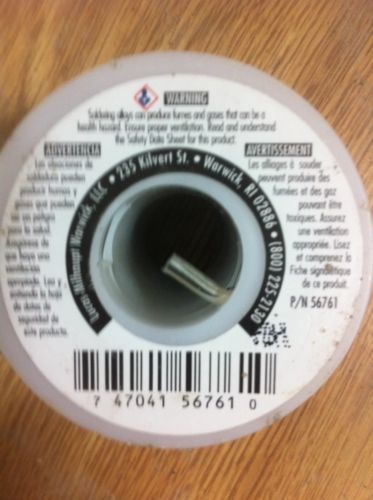 WARNING
Soldering alloys can produce fumes and gases that can be a
health hazard. Ensure proper ventilation. Read and understand
the Safety Data Sheet for this product.
ADVERTENCIA
Las aleaciones de
soldadura pueden
producir humos y
gases que pueden
ser un peligro
para la salud.
Asegúrese de
que haya una
ventilación
apropiada. Lea y
entienda la hoja
de datos de
seguridad de
este producto.
AVERTISSEMENT
Les alliages à souder
peuvent produire des
fumées et des gaz
pouvant être
toxiques. Assurez
une ventilation
appropriée. Lisez
et comprenez la
Fiche signalétique
de ce produit.
P/N 56761
Lucas-Milhaupt Warwick, LLC • 235 Kilvert St. • Warwick, RI 02886 • (800) 225-2130
7 47041 56761 0